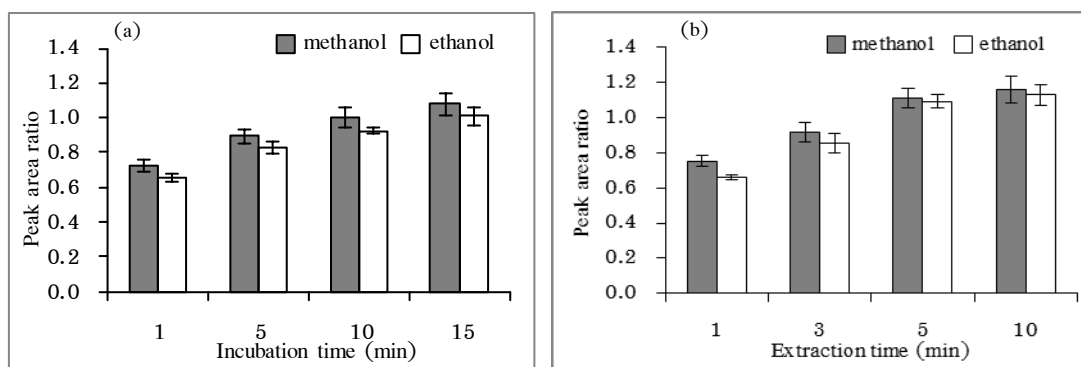 (a)
methanol ethanol
Peak area ratio
1.4
1.2
1.0
0.8
0.6
0.4
0.2
0.0
1 5 10 15
Incubation time (min)
(b)
methanol ethanol
Peak area ratio
1.4
1.2
1.0
0.8
0.6
0.4
0.2
0.0
1 3 5 10
Extraction time (min)